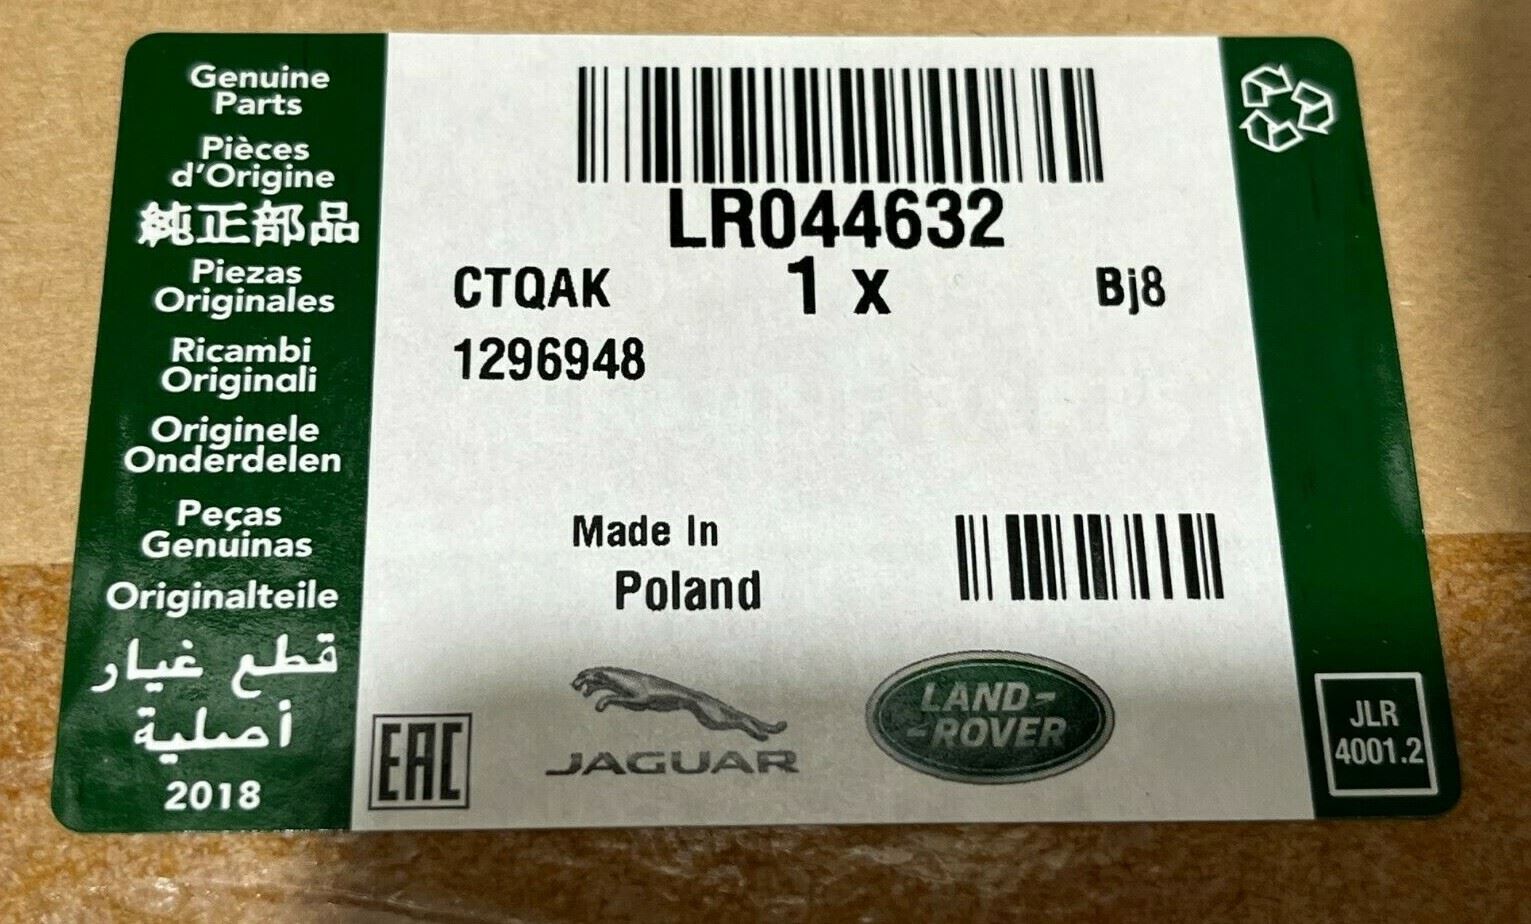 Genuine
Parts
Pièces
d'Origine
純正部品
Piezas
Originales
Ricambi
Originali
Originele
Onderdelen
Peças
Genuinas
Originalteile
قطع غيار
أصلية
2018
LR044632
CTQAK 1 x Bj8
1296948
Made In
Poland
EAC
JAGUAR
LAND-
-ROVER
JLR
4001.2